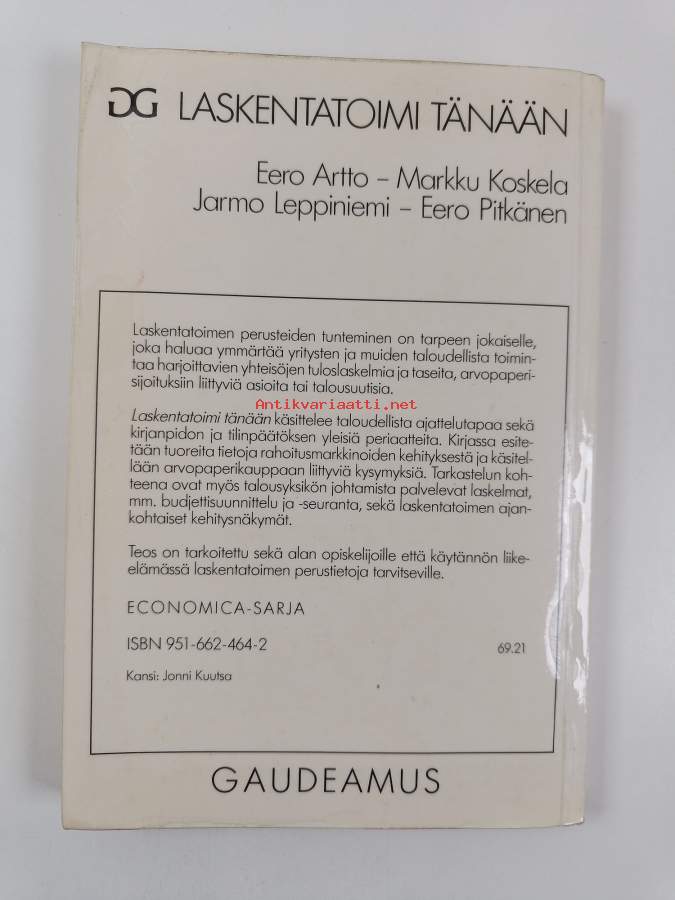 GG LASKENTATOIMI TÄNÄÄN
Eero Artto – Markku Koskela
Jarmo Leppiniemi – Eero Pitkänen
Laskentatoimen perusteiden tunteminen on tarpeen jokaiselle,
joka haluaa ymmärtää yritysten ja muiden taloudellista toimin-
taa harjoittavien yhteisöjen tuloslaskelmia ja taseita, arvopaperi-
sijoituksiin liittyviä asioita tai talousuutisia.
Antikvariaatti.net
Laskentatoimi tänään käsittelee taloudellista ajattelutapaa sekä
kirjanpidon ja tilinpäätöksen yleisiä periaatteita. Kirjassa esite-
tään tuoreita tietoja rahoitusmarkkinoiden kehityksestä ja käsitel-
lään arvopaperikauppaan liittyviä kysymyksiä. Tarkastelun koh-
teena ovat myös talousyksikön johtamista palvelevat laskelmat,
mm. budjettisuunnittelu ja -seuranta, sekä laskentatoimen ajan-
kohtaiset kehitysnäkymät.
Teos on tarkoitettu sekä alan opiskelijoille että käytännön liike-
elämässä laskentatoimen perustietoja tarvitseville.
ECONOMICA-SARJA
ISBN 951-662-464-2
69.21
Kansi: Jonni Kuutsa
GAUDEAMUS